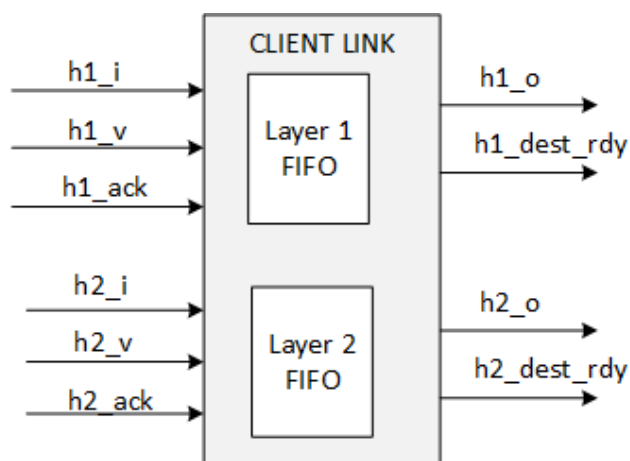 CLIENT LINK
h1_i
h1_v
h1_ack
Layer 1
FIFO
h1_o
h1_dest_rdy
h2_i
h2_v
h2_ack
Layer 2
FIFO
h2_o
h2_dest_rdy